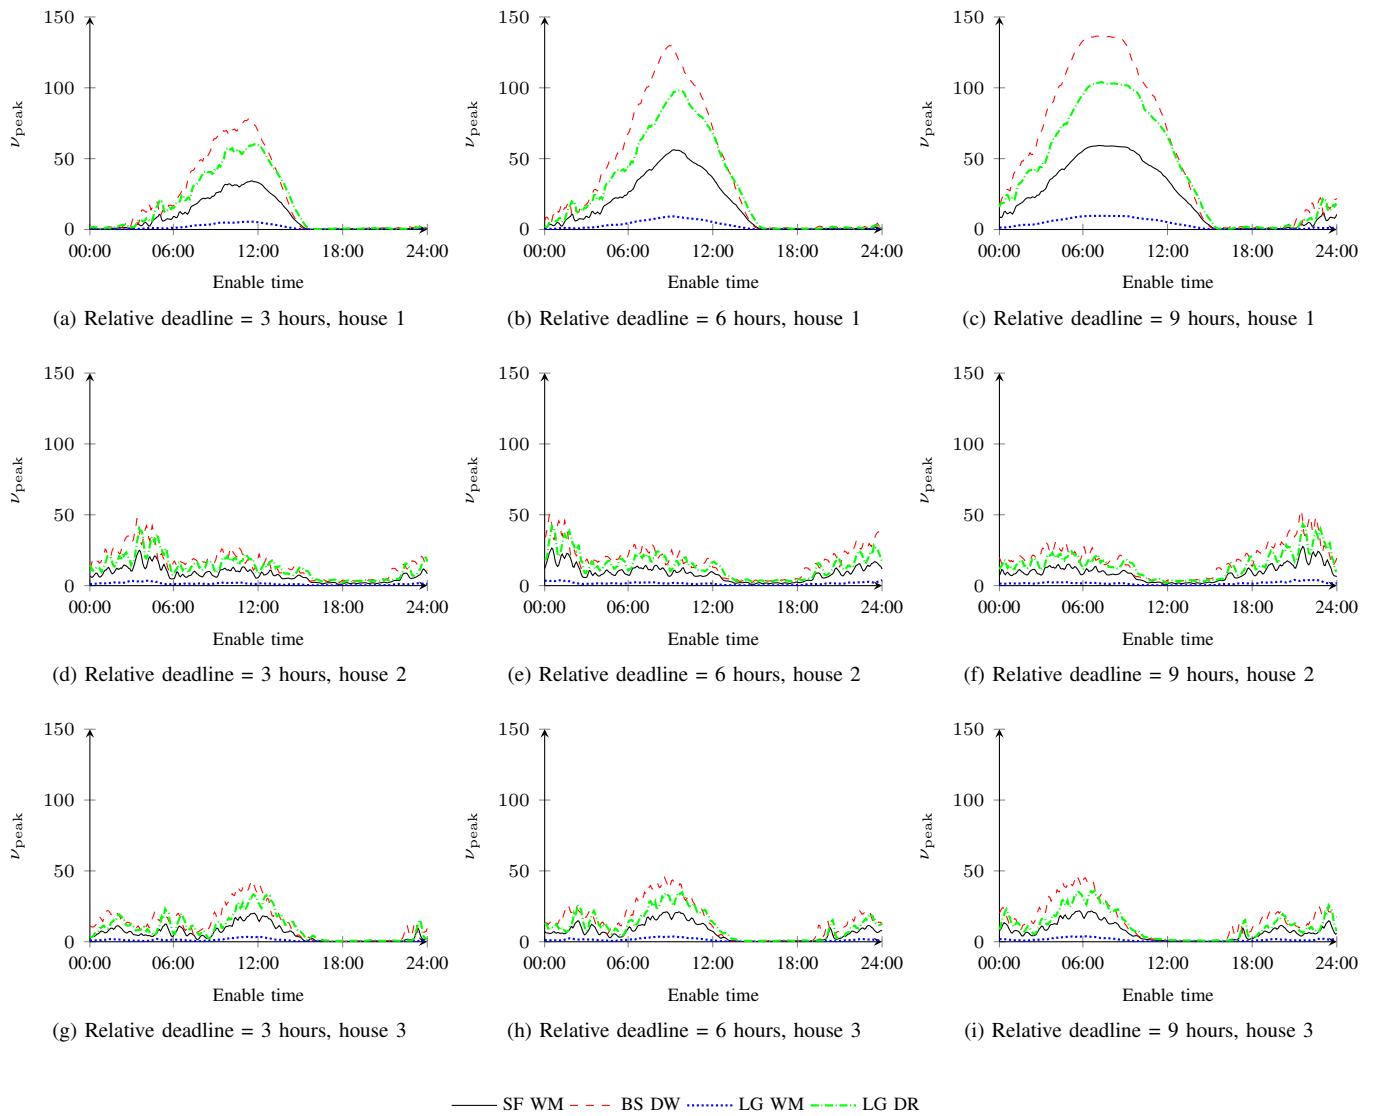 150
100
50
0
ν_peak
00:00 06:00 12:00 18:00 24:00
Enable time
(a) Relative deadline = 3 hours, house 1
150
100
50
0
ν_peak
00:00 06:00 12:00 18:00 24:00
Enable time
(b) Relative deadline = 6 hours, house 1
150
100
50
0
ν_peak
00:00 06:00 12:00 18:00 24:00
Enable time
(c) Relative deadline = 9 hours, house 1
150
100
50
0
ν_peak
00:00 06:00 12:00 18:00 24:00
Enable time
(d) Relative deadline = 3 hours, house 2
150
100
50
0
ν_peak
00:00 06:00 12:00 18:00 24:00
Enable time
(e) Relative deadline = 6 hours, house 2
150
100
50
0
ν_peak
00:00 06:00 12:00 18:00 24:00
Enable time
(f) Relative deadline = 9 hours, house 2
150
100
50
0
ν_peak
00:00 06:00 12:00 18:00 24:00
Enable time
(g) Relative deadline = 3 hours, house 3
150
100
50
0
ν_peak
00:00 06:00 12:00 18:00 24:00
Enable time
(h) Relative deadline = 6 hours, house 3
150
100
50
0
ν_peak
00:00 06:00 12:00 18:00 24:00
Enable time
(i) Relative deadline = 9 hours, house 3
SF WM BS DW LG WM LG DR